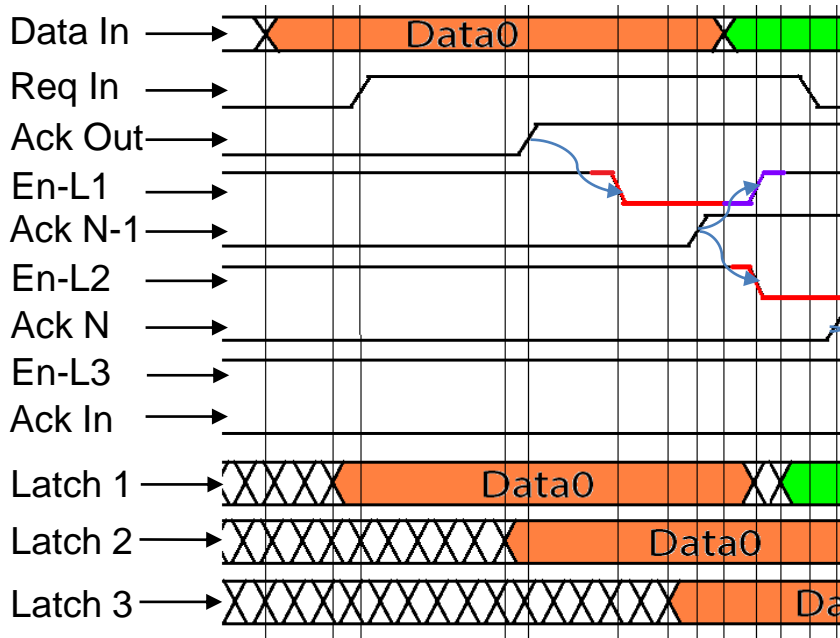 Data In
Data0
Req In
Ack Out
En-L1
Ack N-1
En-L2
Ack N
En-L3
Ack In
Latch 1
Data0
Latch 2
Data0
Latch 3
Da